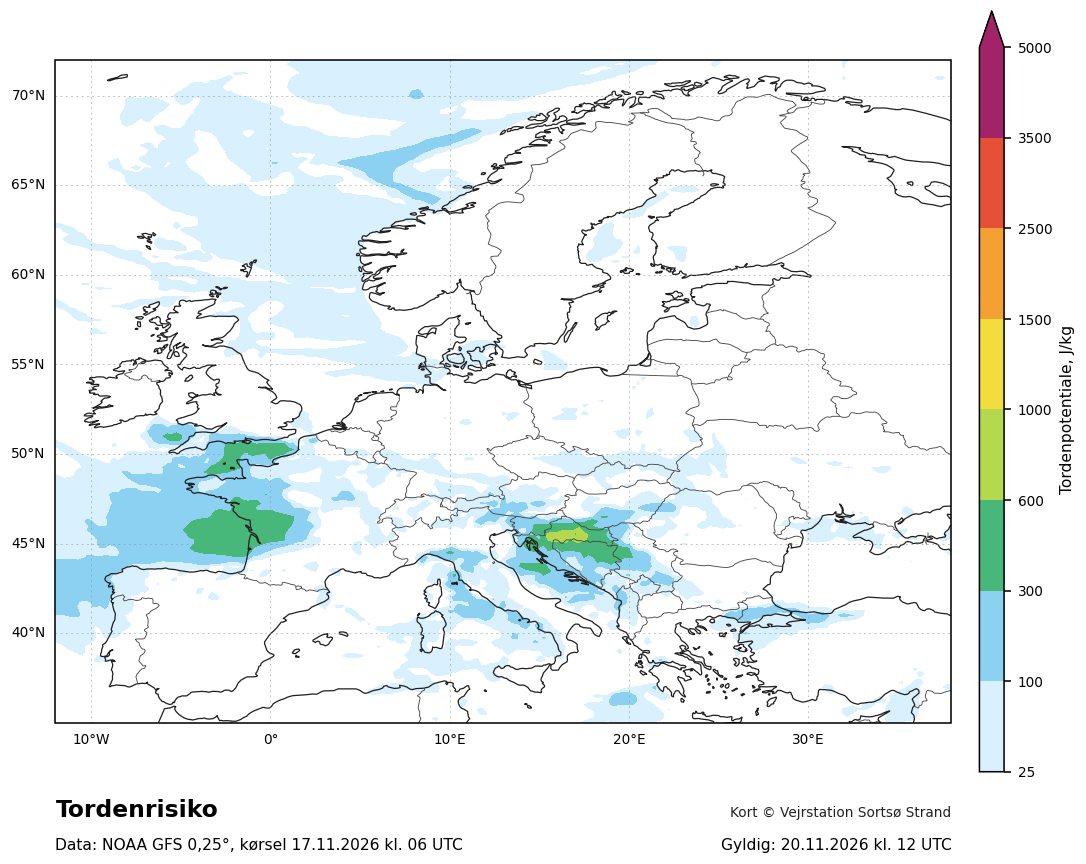 5000
3500
2500
1500
1000
600
300
100
25
Tordenpotentiale, J/kg
70°N
65°N
60°N
55°N
50°N
45°N
40°N
10°W
0°
10°E
20°E
30°E
Tordenrisiko
Kort © Vejrstation Sortsø Strand
Data: NOAA GFS 0,25°, kørsel 17.11.2026 kl. 06 UTC
Gyldig: 20.11.2026 kl. 12 UTC